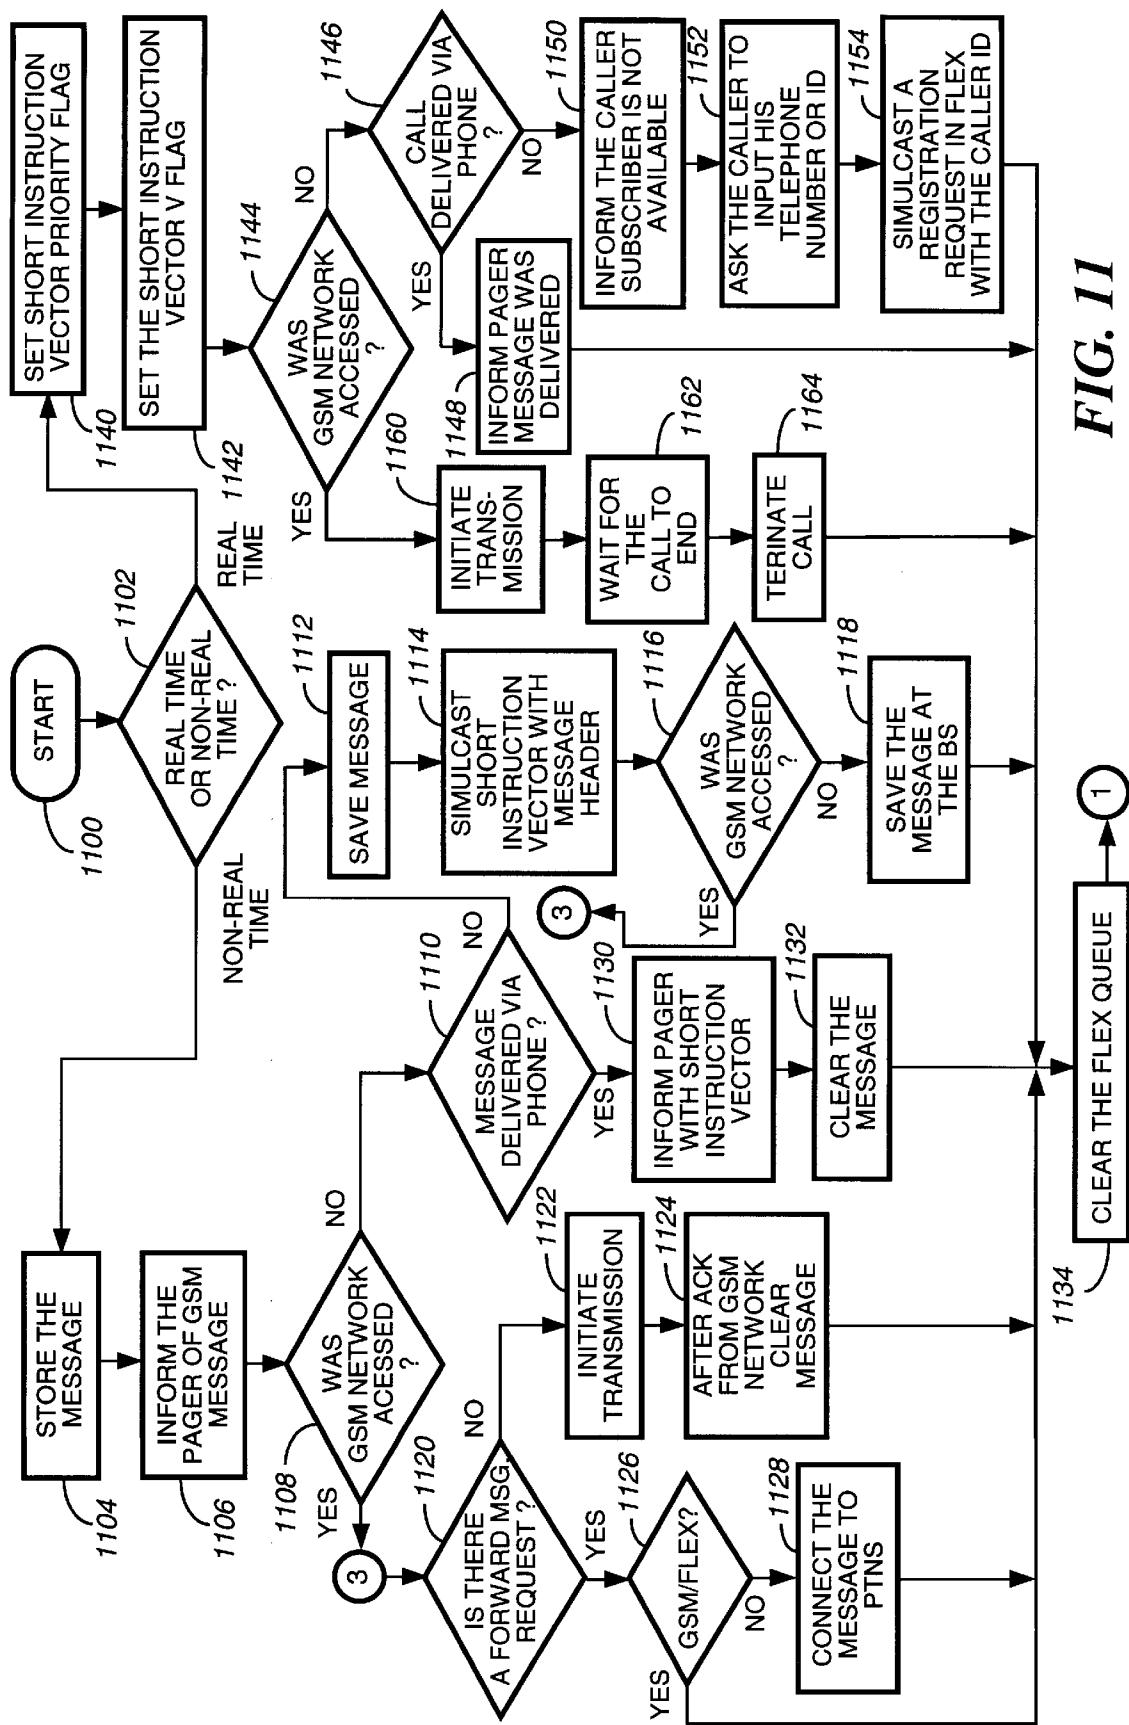 START
1100
REAL TIME
OR NON-REAL
TIME ?
1102
NON-REAL
TIME
REAL
TIME
STORE THE
MESSAGE
1104
INFORM THE
PAGER OF GSM
MESSAGE
1106
WAS
GSM NETWORK
ACESSED
?
1108
YES
NO
3
IS THERE
A FORWARD MSG.
REQUEST ?
1120
NO
YES
INITIATE
TRANSMISSION
1122
AFTER ACK
FROM GSM
NETWORK
CLEAR
MESSAGE
1124
GSM/FLEX?
1126
YES
NO
CONNECT THE
MESSAGE TO
PTNS
1128
MESSAGE
DELIVERED VIA
PHONE ?
1110
NO
YES
INFORM PAGER
WITH SHORT
INSTRUCTION
VECTOR
1130
CLEAR THE
MESSAGE
1132
SAVE MESSAGE
1112
SIMULCAST
SHORT
INSTRUCTION
VECTOR WITH
MESSAGE
HEADER
1114
WAS
GSM NETWORK
ACCESSED
?
1116
YES
3
NO
SAVE THE
MESSAGE AT
THE BS
1118
SET SHORT INSTRUCTION
VECTOR PRIORITY FLAG
1140
SET THE SHORT INSTRUCTION
VECTOR V FLAG
1142
WAS
GSM NETWORK
ACCESSED
?
1144
YES
NO
INITIATE
TRANS-
MISSION
1160
WAIT FOR
THE
CALL TO
END
1162
TERINATE
CALL
1164
CALL
DELIVERED VIA
PHONE
?
1146
YES
NO
INFORM PAGER
MESSAGE WAS
DELIVERED
1148
INFORM THE CALLER
SUBSCRIBER IS NOT
AVAILABLE
1150
ASK THE CALLER TO
INPUT HIS
TELEPHONE
NUMBER OR ID
1152
SIMULCAST A
REGISTRATION
REQUEST IN FLEX
WITH THE CALLER ID
1154
CLEAR THE FLEX QUEUE
1134
1
FIG. 11